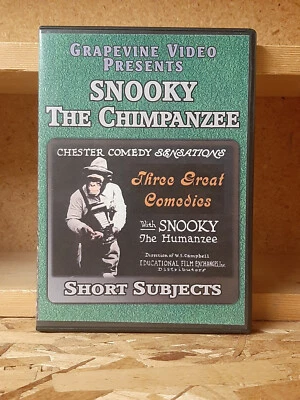 GRAPEVINE VIDEO
PRESENTS
SNOOKY
THE CHIMPANZEE
CHESTER COMEDY SENSATIONS
Three Great
Comedies
With SNOOKY
The Humanzee
Direction of W.S. Campbell
EDUCATIONAL FILM EXCHANGES, Inc.
Distributors
SHORT SUBJECTS